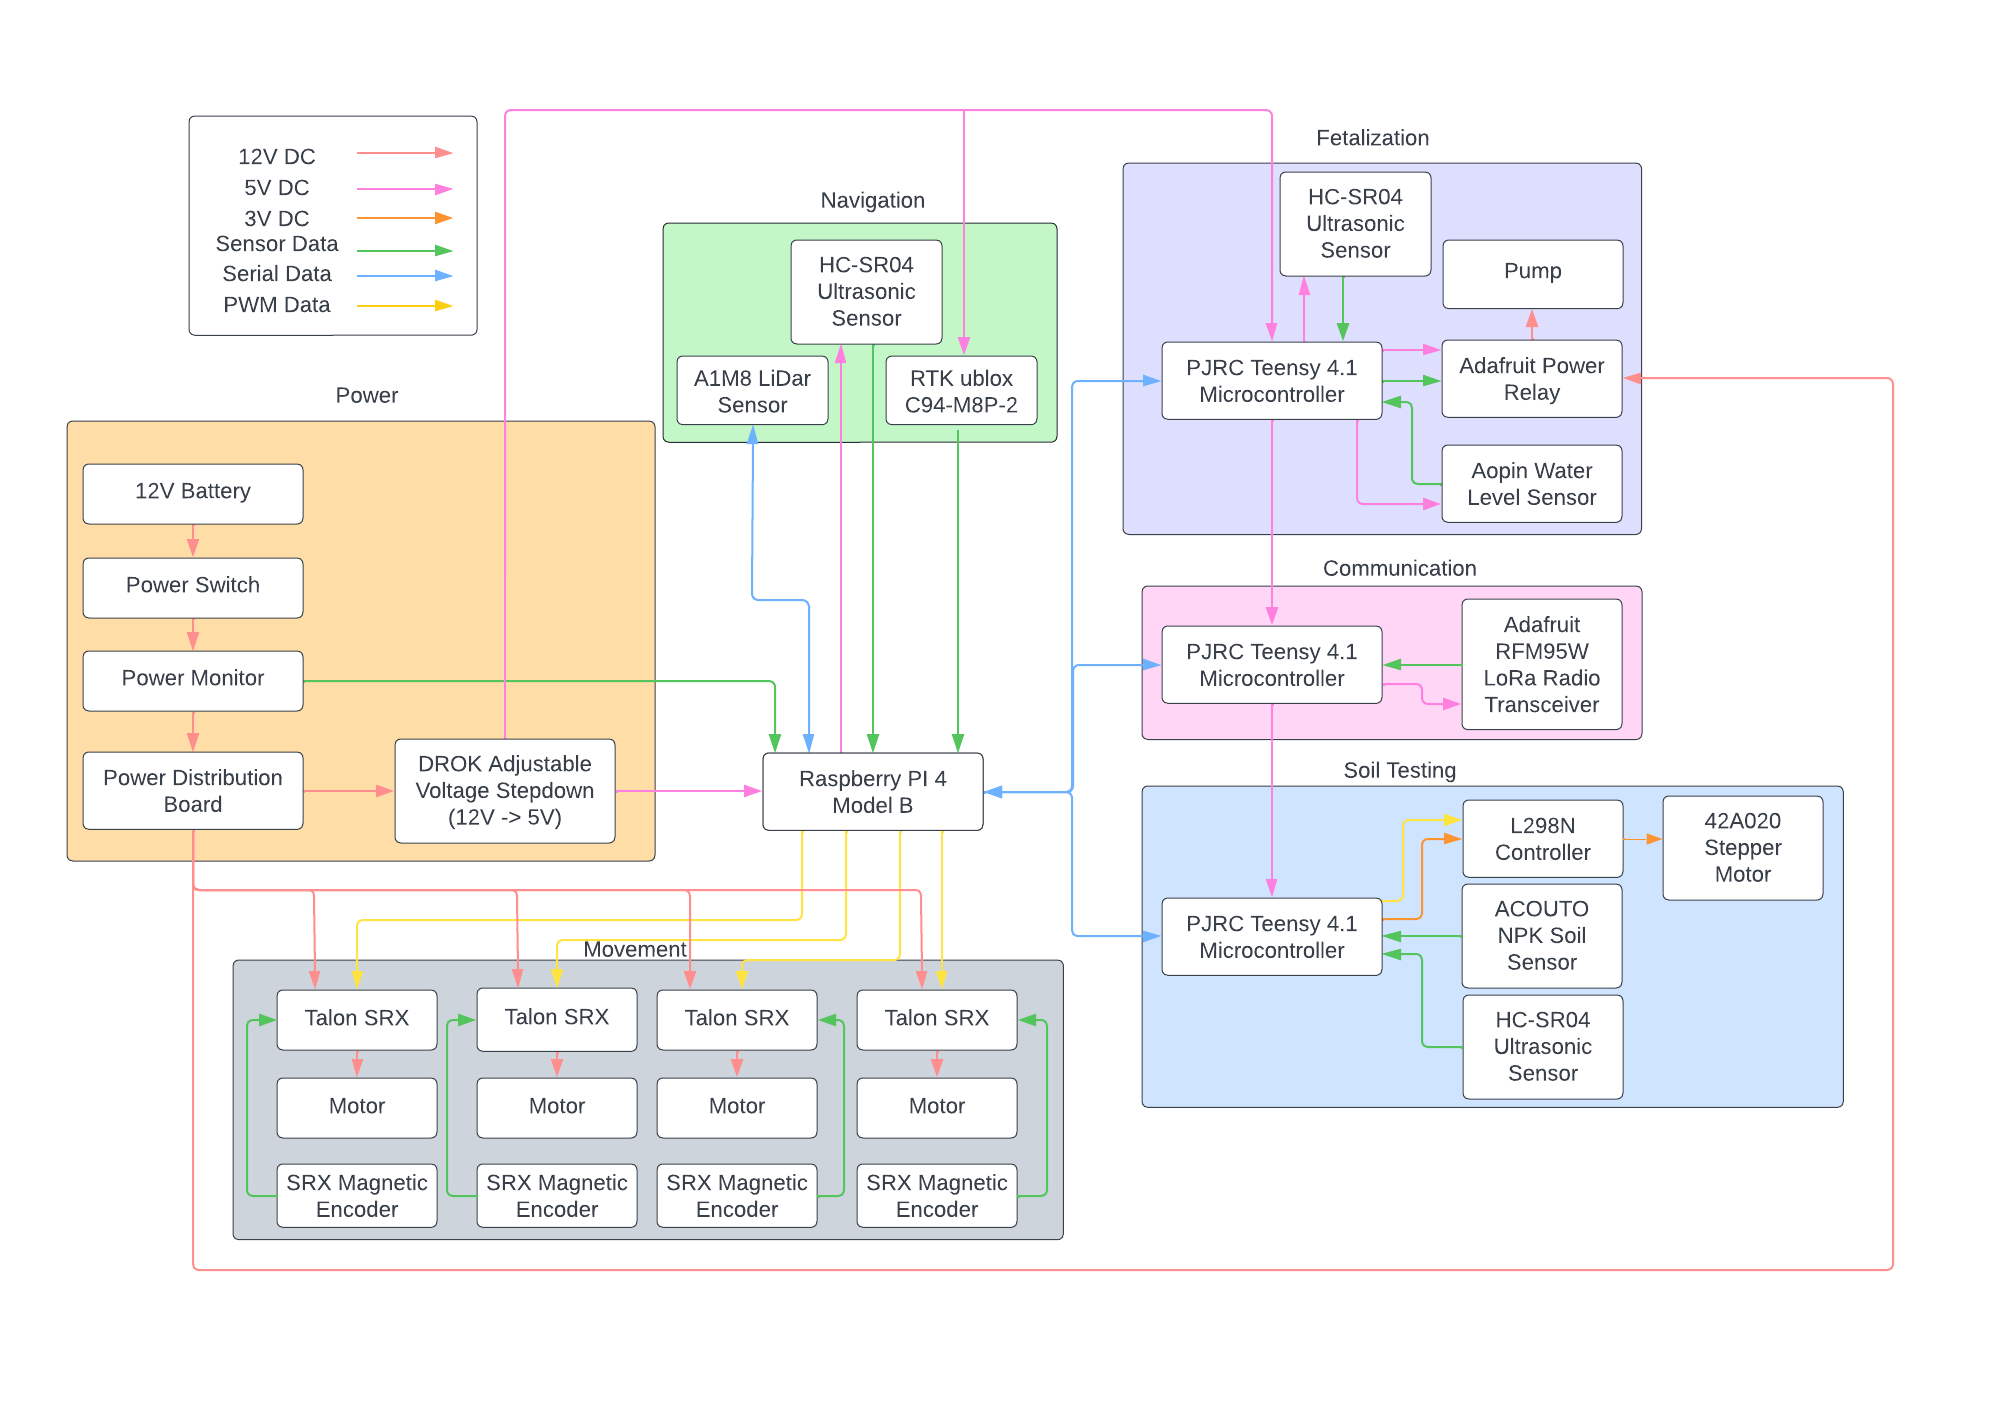 12V DC
5V DC
3V DC
Sensor Data
Serial Data
PWM Data
Power
12V Battery
Power Switch
Power Monitor
Power Distribution
Board
DROK Adjustable
Voltage Stepdown
(12V -> 5V)
Navigation
HC-SR04
Ultrasonic
Sensor
A1M8 LiDar
Sensor
RTK ublox
C94-M8P-2
Raspberry PI 4
Model B
Fetalization
HC-SR04
Ultrasonic
Sensor
Pump
PJRC Teensy 4.1
Microcontroller
Adafruit Power
Relay
Aopin Water
Level Sensor
Communication
PJRC Teensy 4.1
Microcontroller
Adafruit
RFM95W
LoRa Radio
Transceiver
Soil Testing
L298N
Controller
42A020
Stepper
Motor
PJRC Teensy 4.1
Microcontroller
ACOUTO
NPK Soil
Sensor
HC-SR04
Ultrasonic
Sensor
Movement
Talon SRX
Talon SRX
Talon SRX
Talon SRX
Motor
Motor
Motor
Motor
SRX Magnetic
Encoder
SRX Magnetic
Encoder
SRX Magnetic
Encoder
SRX Magnetic
Encoder